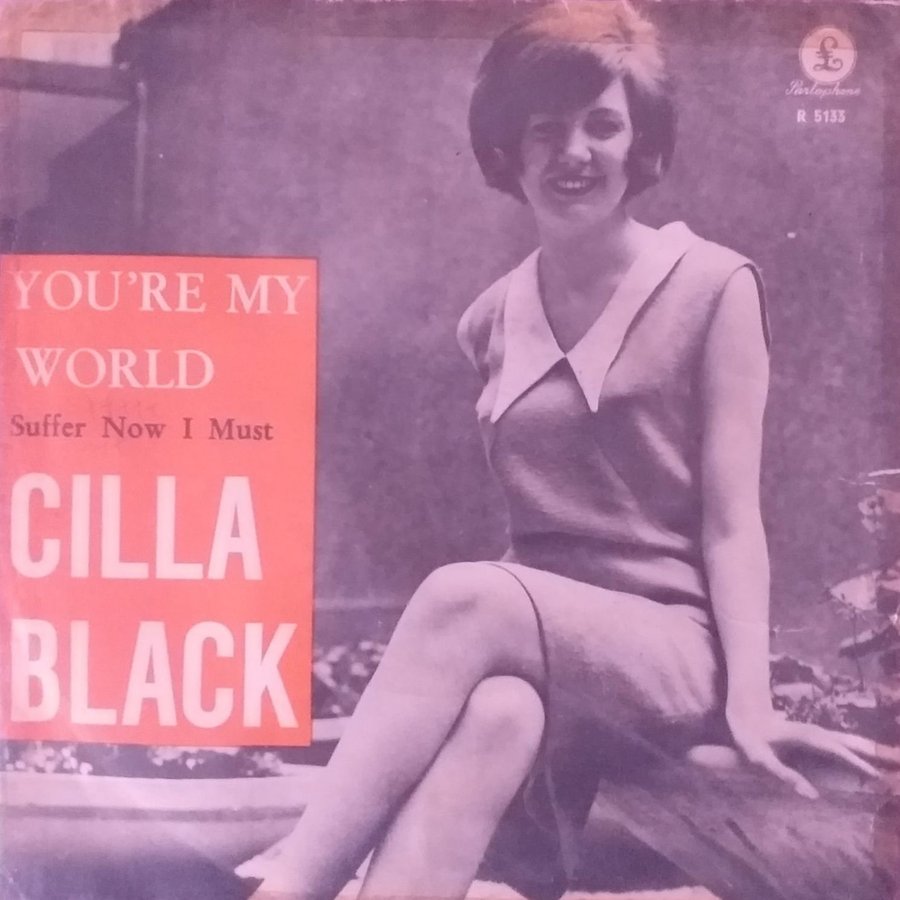 £
Parlophone
R 5133
YOU'RE MY
WORLD
Suffer Now I Must
CILLA
BLACK